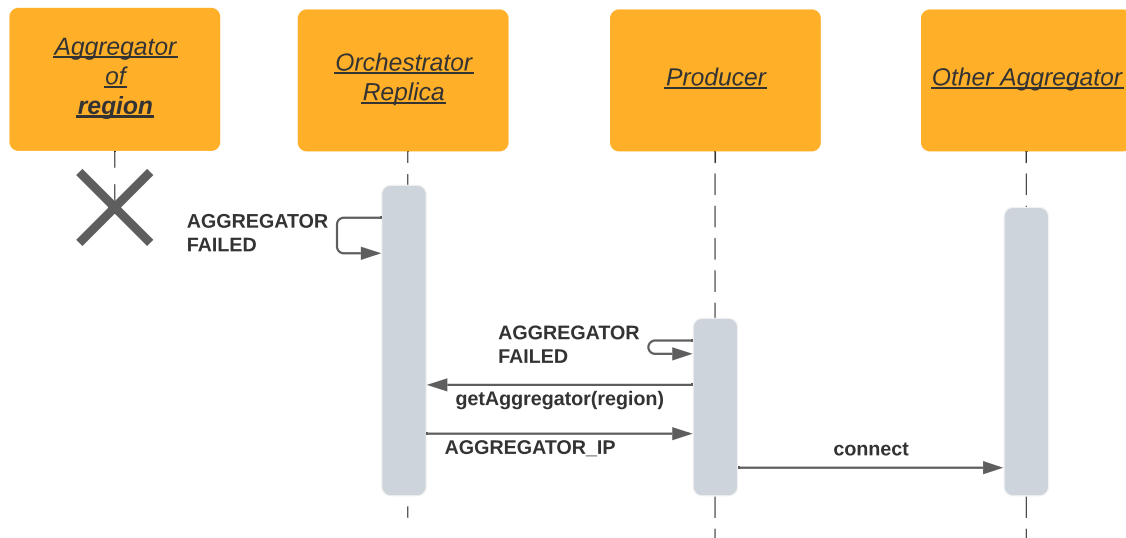 Aggregator
of
region
Orchestrator
Replica
Producer
Other Aggregator
AGGREGATOR
FAILED
AGGREGATOR
FAILED
getAggregator(region)
AGGREGATOR_IP
connect